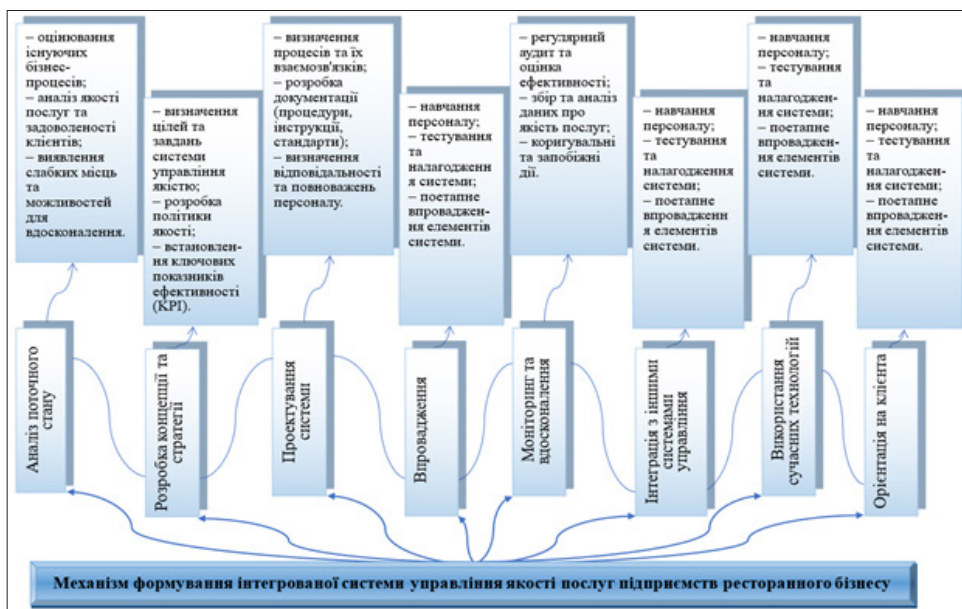 – оцінювання
існуючих
бізнес-
процесів;
– аналіз якості
послуг та
задоволеності
клієнтів;
– виявлення
слабких місць
та
можливостей
для
вдосконалення.
– визначення
цілей та
завдань
системи
управління
якістю;
– розробка
політики
якості;
– встановлен
ня ключових
показників
ефективності
(KPI).
– визначення
процесів та їх
взаємозв'язків;
– розробка
документації
(процедури,
інструкції,
стандарти);
– визначення
відповідальності
та повноважень
персоналу.
– навчання
персоналу;
– тестування
та
налагоджен
ня системи;
– поетапне
впроваджен-
ня елементів
системи.
– регулярний
аудит та
оцінка
ефективності;
– збір та аналіз
даних про
якість послуг;
– коригувальні
та запобіжні
дії.
– навчання
персоналу;
– тестування
та
налагодження
системи;
– поетапне
впровадженн
я елементів
системи.
– навчання
персоналу;
– тестування
та
налагоджен
ня системи;
– поетапне
впроваджен
ня елементів
системи.
– навчання
персоналу;
– тестування
та
налагодження
системи;
– поетапне
впровадженн
я елементів
системи.
Аналіз поточного
стану
Розробка концепції та
стратегії
Проектування
системи
Впровадження
Моніторинг та
вдосконалення
Інтеграція з іншими
системами
управління
Використання
сучасних технологій
Орієнтація на клієнта
Механізм формування інтегрованої системи управління якості послуг підприємств ресторанного бізнесу